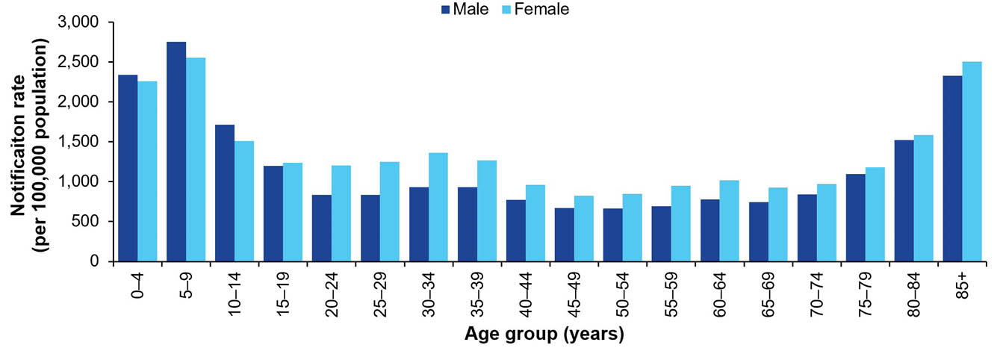 Male Female
Notificaiton rate
(per 100,000 population)
3,000
2,500
2,000
1,500
1,000
500
0
0–4 5–9 10–14 15–19 20–24 25–29 30–34 35–39 40–44 45–49 50–54 55–59 60–64 65–69 70–74 75–79 80–84 85+
Age group (years)